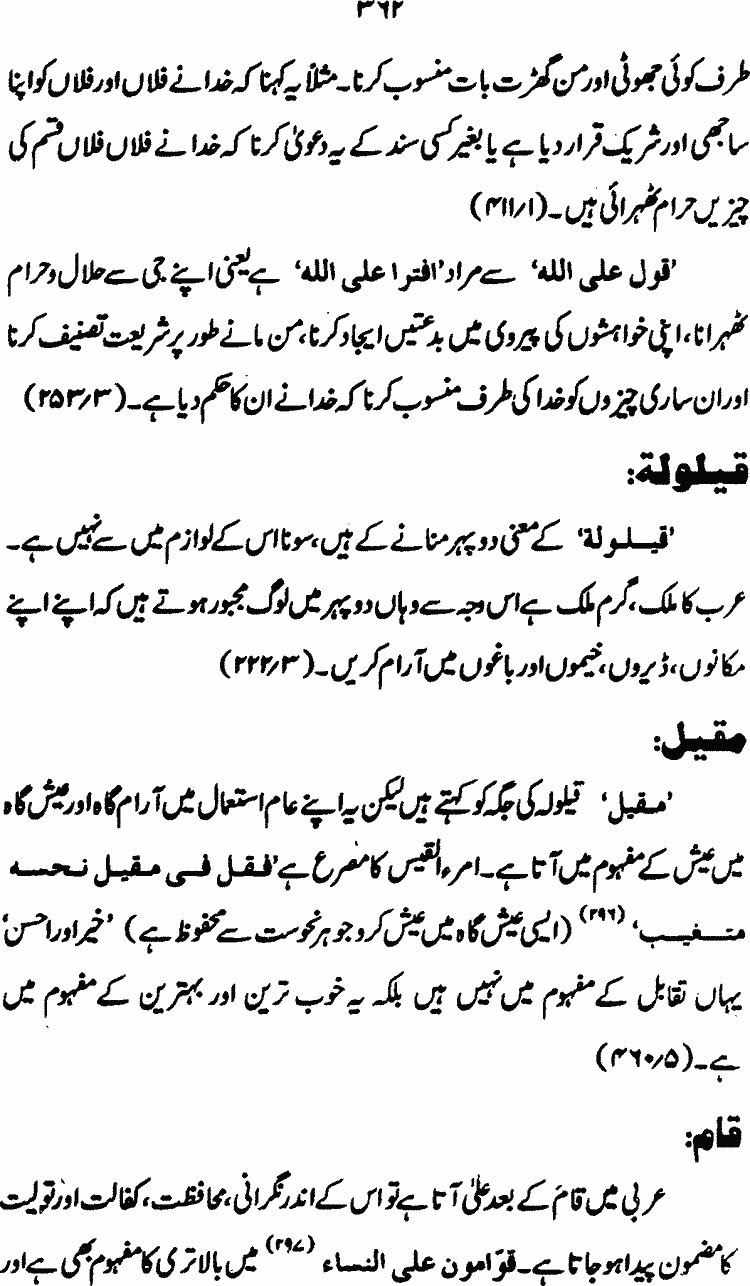 ۳۶۲
طرف کوئی جھوٹی اور من گھڑت بات منسوب کرنا۔ مثلاً یہ کہنا کہ خدا نے فلاں اور فلاں کو اپنا
ساجھی اور شریک قرار دیا ہے یا بغیر کسی سند کے یہ دعویٰ کرنا کہ خدا نے فلاں فلاں قسم کی
چیزیں حرام ٹھہرائی ہیں۔ (۴۱۱/۱)
’قول علی الله‘ سے مراد ’افتروا علی الله‘ ہے یعنی اپنے جی سے حلال و حرام
ٹھہرانا، اپنی خواہشوں کی پیروی میں بدعتیں ایجاد کرنا، من مانے طور پر شریعت تصنیف کرنا
اور ان ساری چیزوں کو خدا کی طرف منسوب کرنا کہ خدا نے ان کا حکم دیا ہے۔ (۲۵۳/۳)
قیلولة:
’قیلولة‘ کے معنی دوپہر منانے کے ہیں، سونا اس کے لوازم میں سے نہیں ہے۔
عرب کا ملک، گرم ملک ہے اس وجہ سے وہاں دوپہر میں لوگ مجبور ہوتے ہیں کہ اپنے اپنے
مکانوں، ڈیروں، خیموں اور باغوں میں آرام کریں۔ (۲۲۲/۳)
مقیل:
’مقیل‘ قیلولہ کی جگہ کو کہتے ہیں لیکن یہ اپنے عام استعمال میں آرام گاہ اور عیش گاہ
میں عیش کے مفہوم میں آتا ہے۔ امرء القیس کا مصرع ہے ’فقل فی مقیل نحسه
متغیب‘ (۲۹۶) (ایسی عیش گاہ میں عیش کرو جو ہر نحوست سے محفوظ ہے) ’خیر اور احسن‘
یہاں تقابل کے مفہوم میں نہیں ہیں بلکہ یہ خوب ترین اور بہترین کے مفہوم میں
ہے۔ (۴۶۰/۵)
قام:
عربی میں قام کے بعد علیٰ آتا ہے تو اس کے اندر نگرانی، محافظت، کفالت اور تولیت
کا مضمون پیدا ہو جاتا ہے۔ قوّامون علی النساء (۲۹۷) میں بالاتری کا مفہوم بھی ہے اور